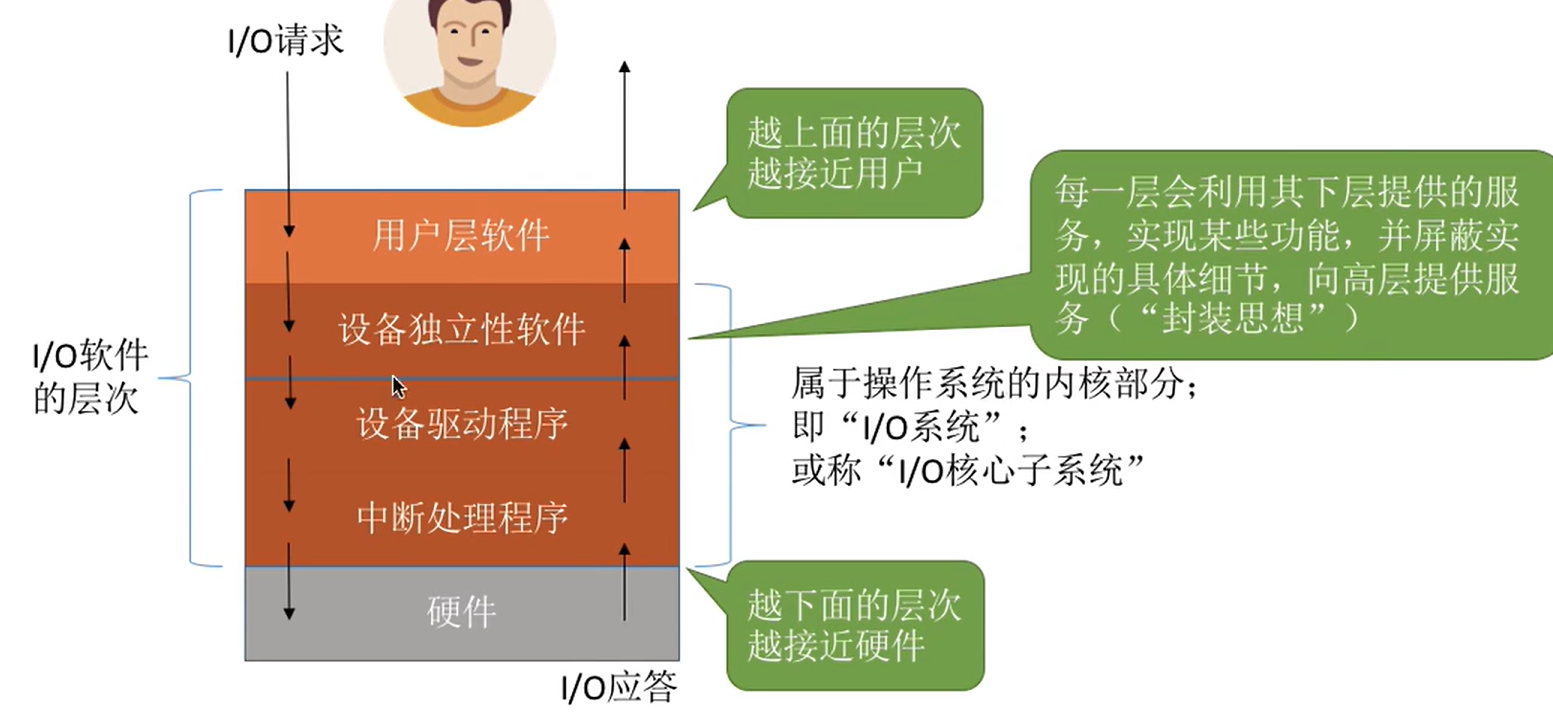 I/O请求
越上面的层次
越接近用户
每一层会利用其下层提供的服
务，实现某些功能，并屏蔽实
现的具体细节，向高层提供服
务（“封装思想”）
用户层软件
设备独立性软件
I/O软件
的层次
设备驱动程序
中断处理程序
属于操作系统的内核部分；
即“I/O系统”；
或称“I/O核心子系统”
硬件
越下面的层次
越接近硬件
I/O应答